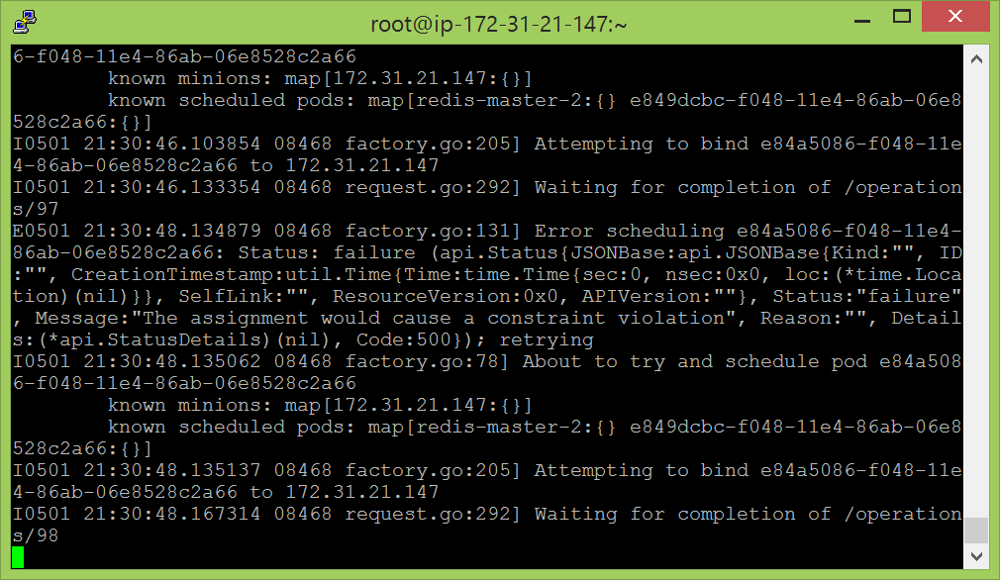 root@ip-172-31-21-147:~
6-f048-11e4-86ab-06e8528c2a66
        known minions: map[172.31.21.147:{}]
        known scheduled pods: map[redis-master-2:{} e849dcbc-f048-11e4-86ab-06e8
528c2a66:{}]
I0501 21:30:46.103854 08468 factory.go:205] Attempting to bind e84a5086-f048-11e
4-86ab-06e8528c2a66 to 172.31.21.147
I0501 21:30:46.133354 08468 request.go:292] Waiting for completion of /operation
s/97
E0501 21:30:48.134879 08468 factory.go:131] Error scheduling e84a5086-f048-11e4-
86ab-06e8528c2a66: Status: failure (api.Status{JSONBase:api.JSONBase{Kind:"", ID
:"", CreationTimestamp:util.Time{Time:time.Time{sec:0, nsec:0x0, loc:(*time.Loca
tion)(nil)}}, SelfLink:"", ResourceVersion:0x0, APIVersion:""}, Status:"failure"
, Message:"The assignment would cause a constraint violation", Reason:"", Detail
s:(*api.StatusDetails)(nil), Code:500}); retrying
I0501 21:30:48.135062 08468 factory.go:78] About to try and schedule pod e84a508
6-f048-11e4-86ab-06e8528c2a66
        known minions: map[172.31.21.147:{}]
        known scheduled pods: map[redis-master-2:{} e849dcbc-f048-11e4-86ab-06e8
528c2a66:{}]
I0501 21:30:48.135137 08468 factory.go:205] Attempting to bind e84a5086-f048-11e
4-86ab-06e8528c2a66 to 172.31.21.147
I0501 21:30:48.167314 08468 request.go:292] Waiting for completion of /operation
s/98